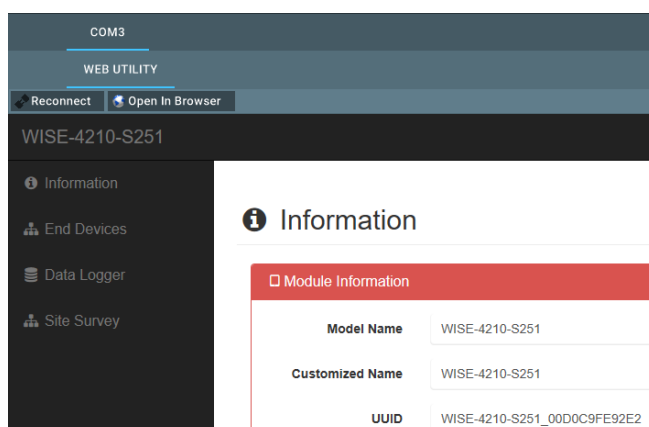 COM3
WEB UTILITY
Reconnect Open In Browser
WISE-4210-S251
Information
End Devices
Data Logger
Site Survey
Information
Module Information
Model Name WISE-4210-S251
Customized Name WISE-4210-S251
UUID WISE-4210-S251_00D0C9FE92E2